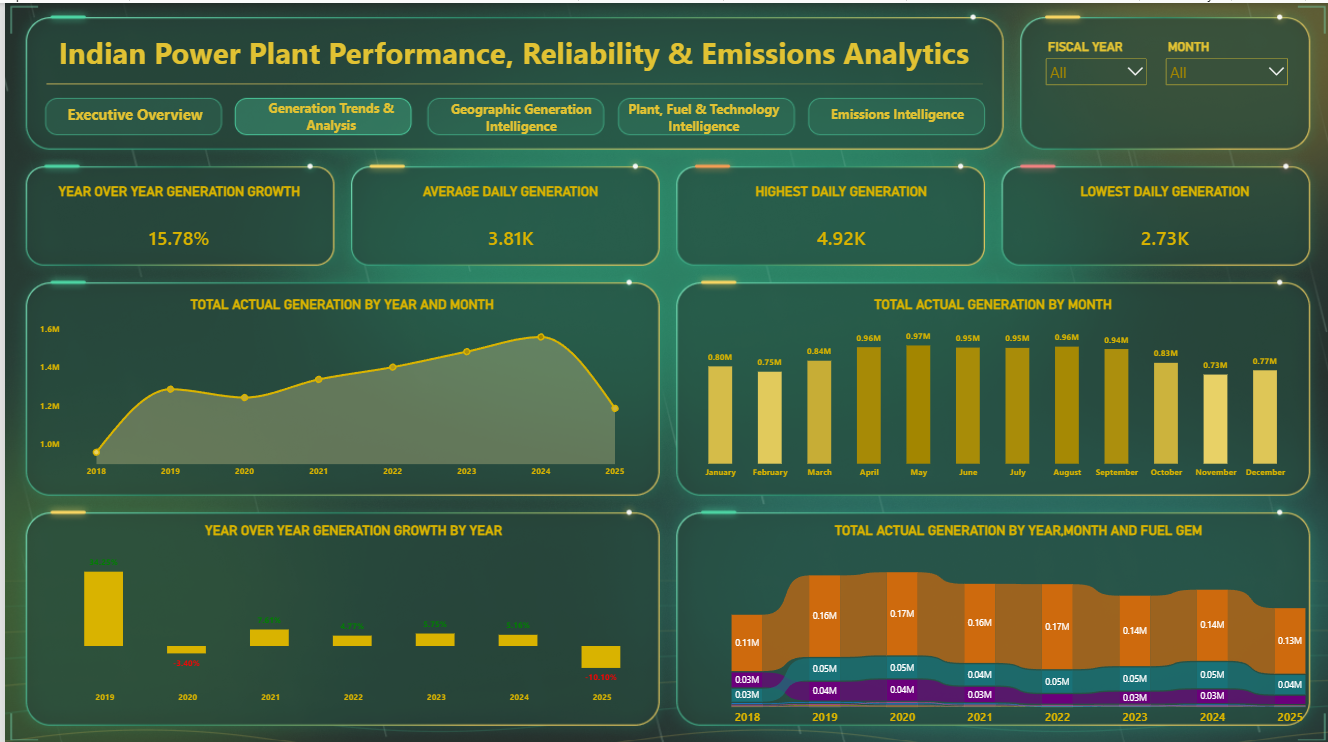 Indian Power Plant Performance, Reliability & Emissions Analytics
FISCAL YEAR
MONTH
All
All
Executive Overview
Generation Trends &
Analysis
Geographic Generation
Intelligence
Plant, Fuel & Technology
Intelligence
Emissions Intelligence
YEAR OVER YEAR GENERATION GROWTH
15.78%
AVERAGE DAILY GENERATION
3.81K
HIGHEST DAILY GENERATION
4.92K
LOWEST DAILY GENERATION
2.73K
TOTAL ACTUAL GENERATION BY YEAR AND MONTH
1.6M
1.4M
1.2M
1.0M
2018 2019 2020 2021 2022 2023 2024 2025
TOTAL ACTUAL GENERATION BY MONTH
0.80M 0.75M 0.84M 0.96M 0.97M 0.95M 0.95M 0.96M 0.94M 0.83M 0.73M 0.77M
January February March April May June July August September October November December
YEAR OVER YEAR GENERATION GROWTH BY YEAR
2019 2020 2021 2022 2023 2024 2025
TOTAL ACTUAL GENERATION BY YEAR,MONTH AND FUEL GEM
0.11M 0.16M 0.17M 0.16M 0.17M 0.14M 0.14M 0.13M
0.03M 0.05M 0.05M 0.04M 0.05M 0.05M 0.05M 0.04M
0.03M 0.04M 0.04M 0.03M 0.03M 0.03M
2018 2019 2020 2021 2022 2023 2024 2025